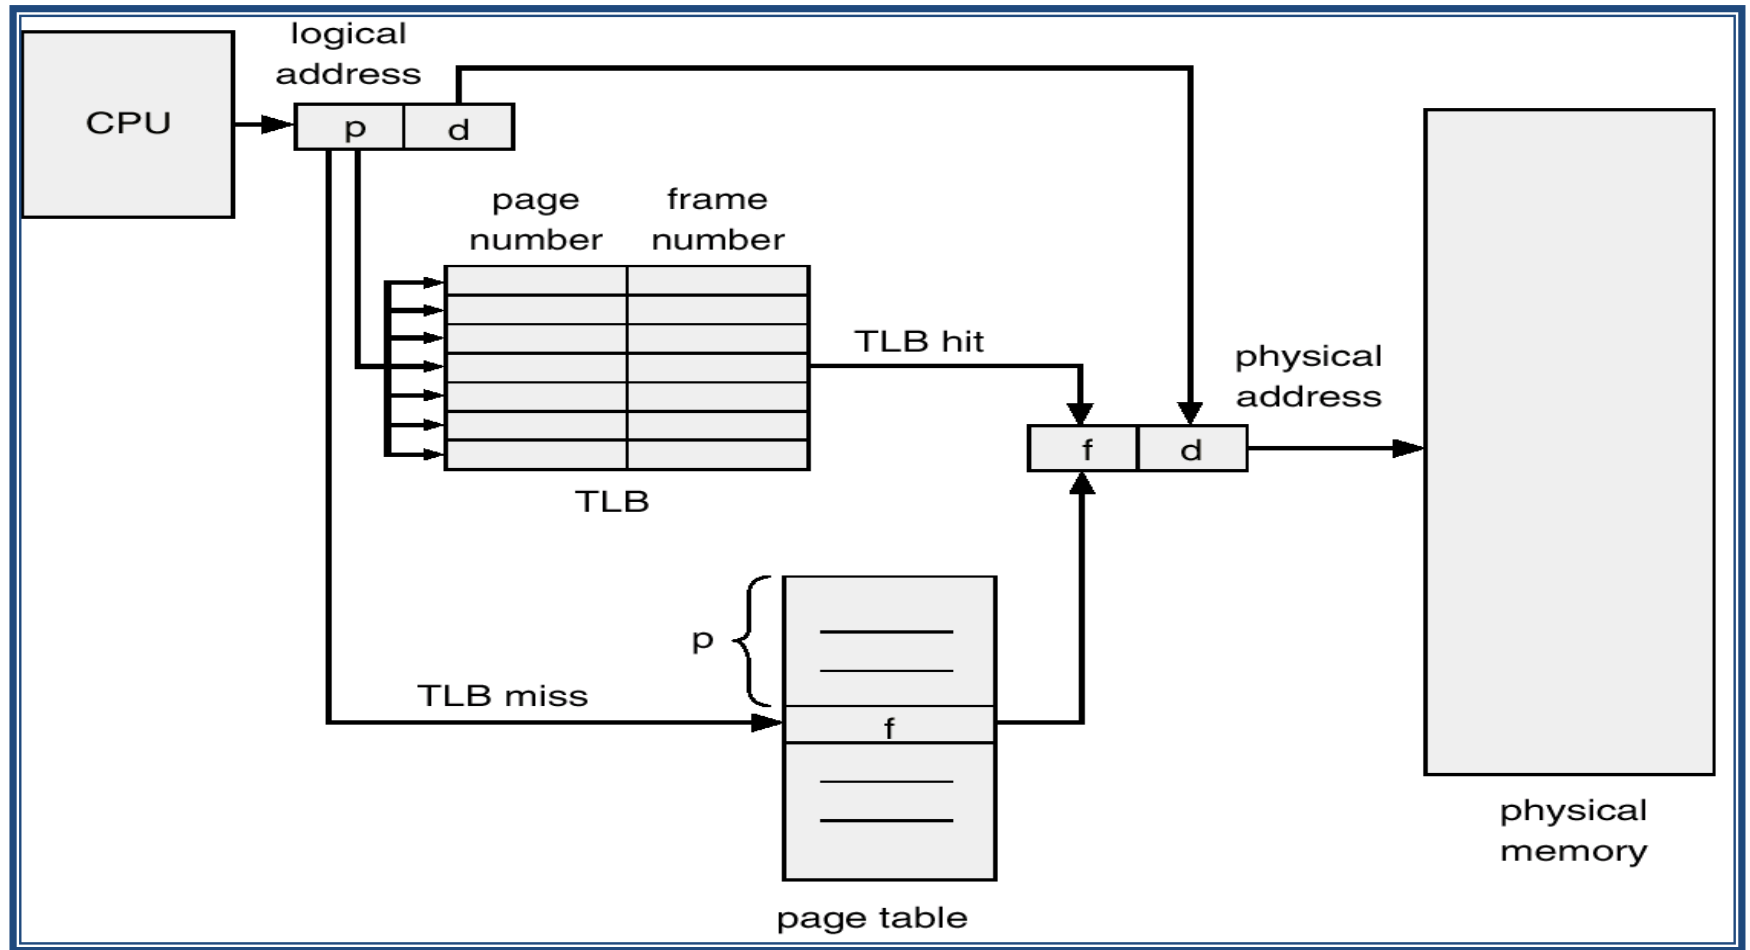 logical
address
CPU
p
d
page
number
frame
number
TLB hit
physical
address
f
d
TLB
p
TLB miss
f
physical
memory
page table